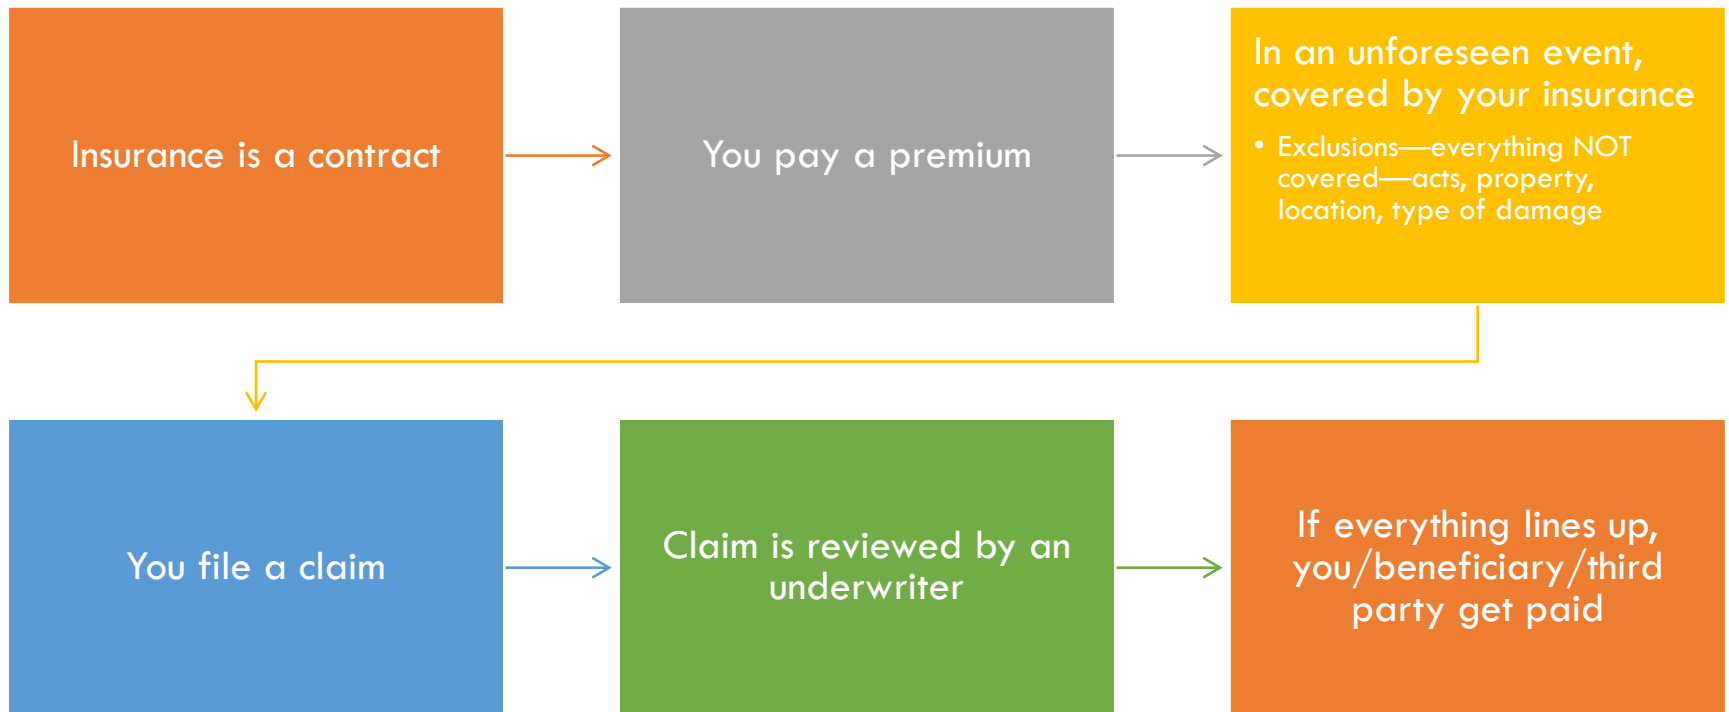 Insurance is a contract
You pay a premium
In an unforeseen event,
covered by your insurance
• Exclusions—everything NOT
covered—acts, property,
location, type of damage
You file a claim
Claim is reviewed by an
underwriter
If everything lines up,
you/beneficiary/third
party get paid